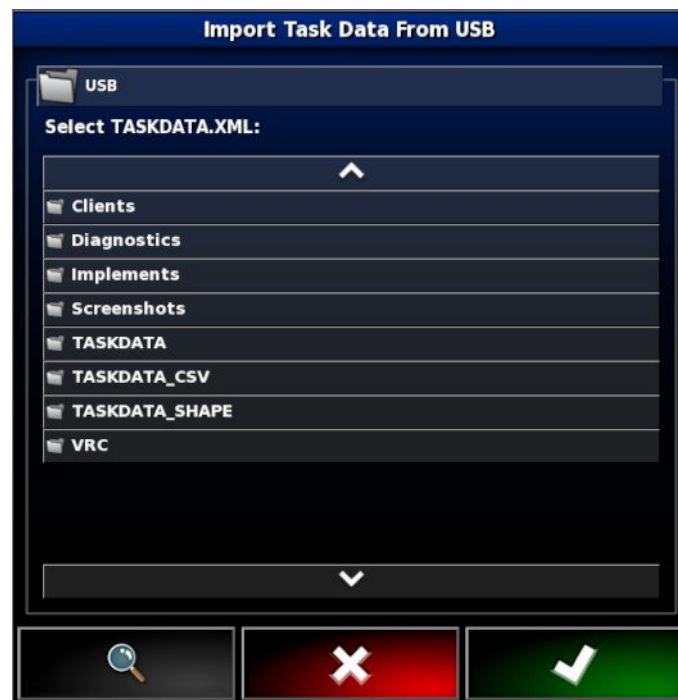 Import Task Data From USB
USB
Select TASKDATA.XML:
Clients
Diagnostics
Implements
Screenshots
TASKDATA
TASKDATA_CSV
TASKDATA_SHAPE
VRC